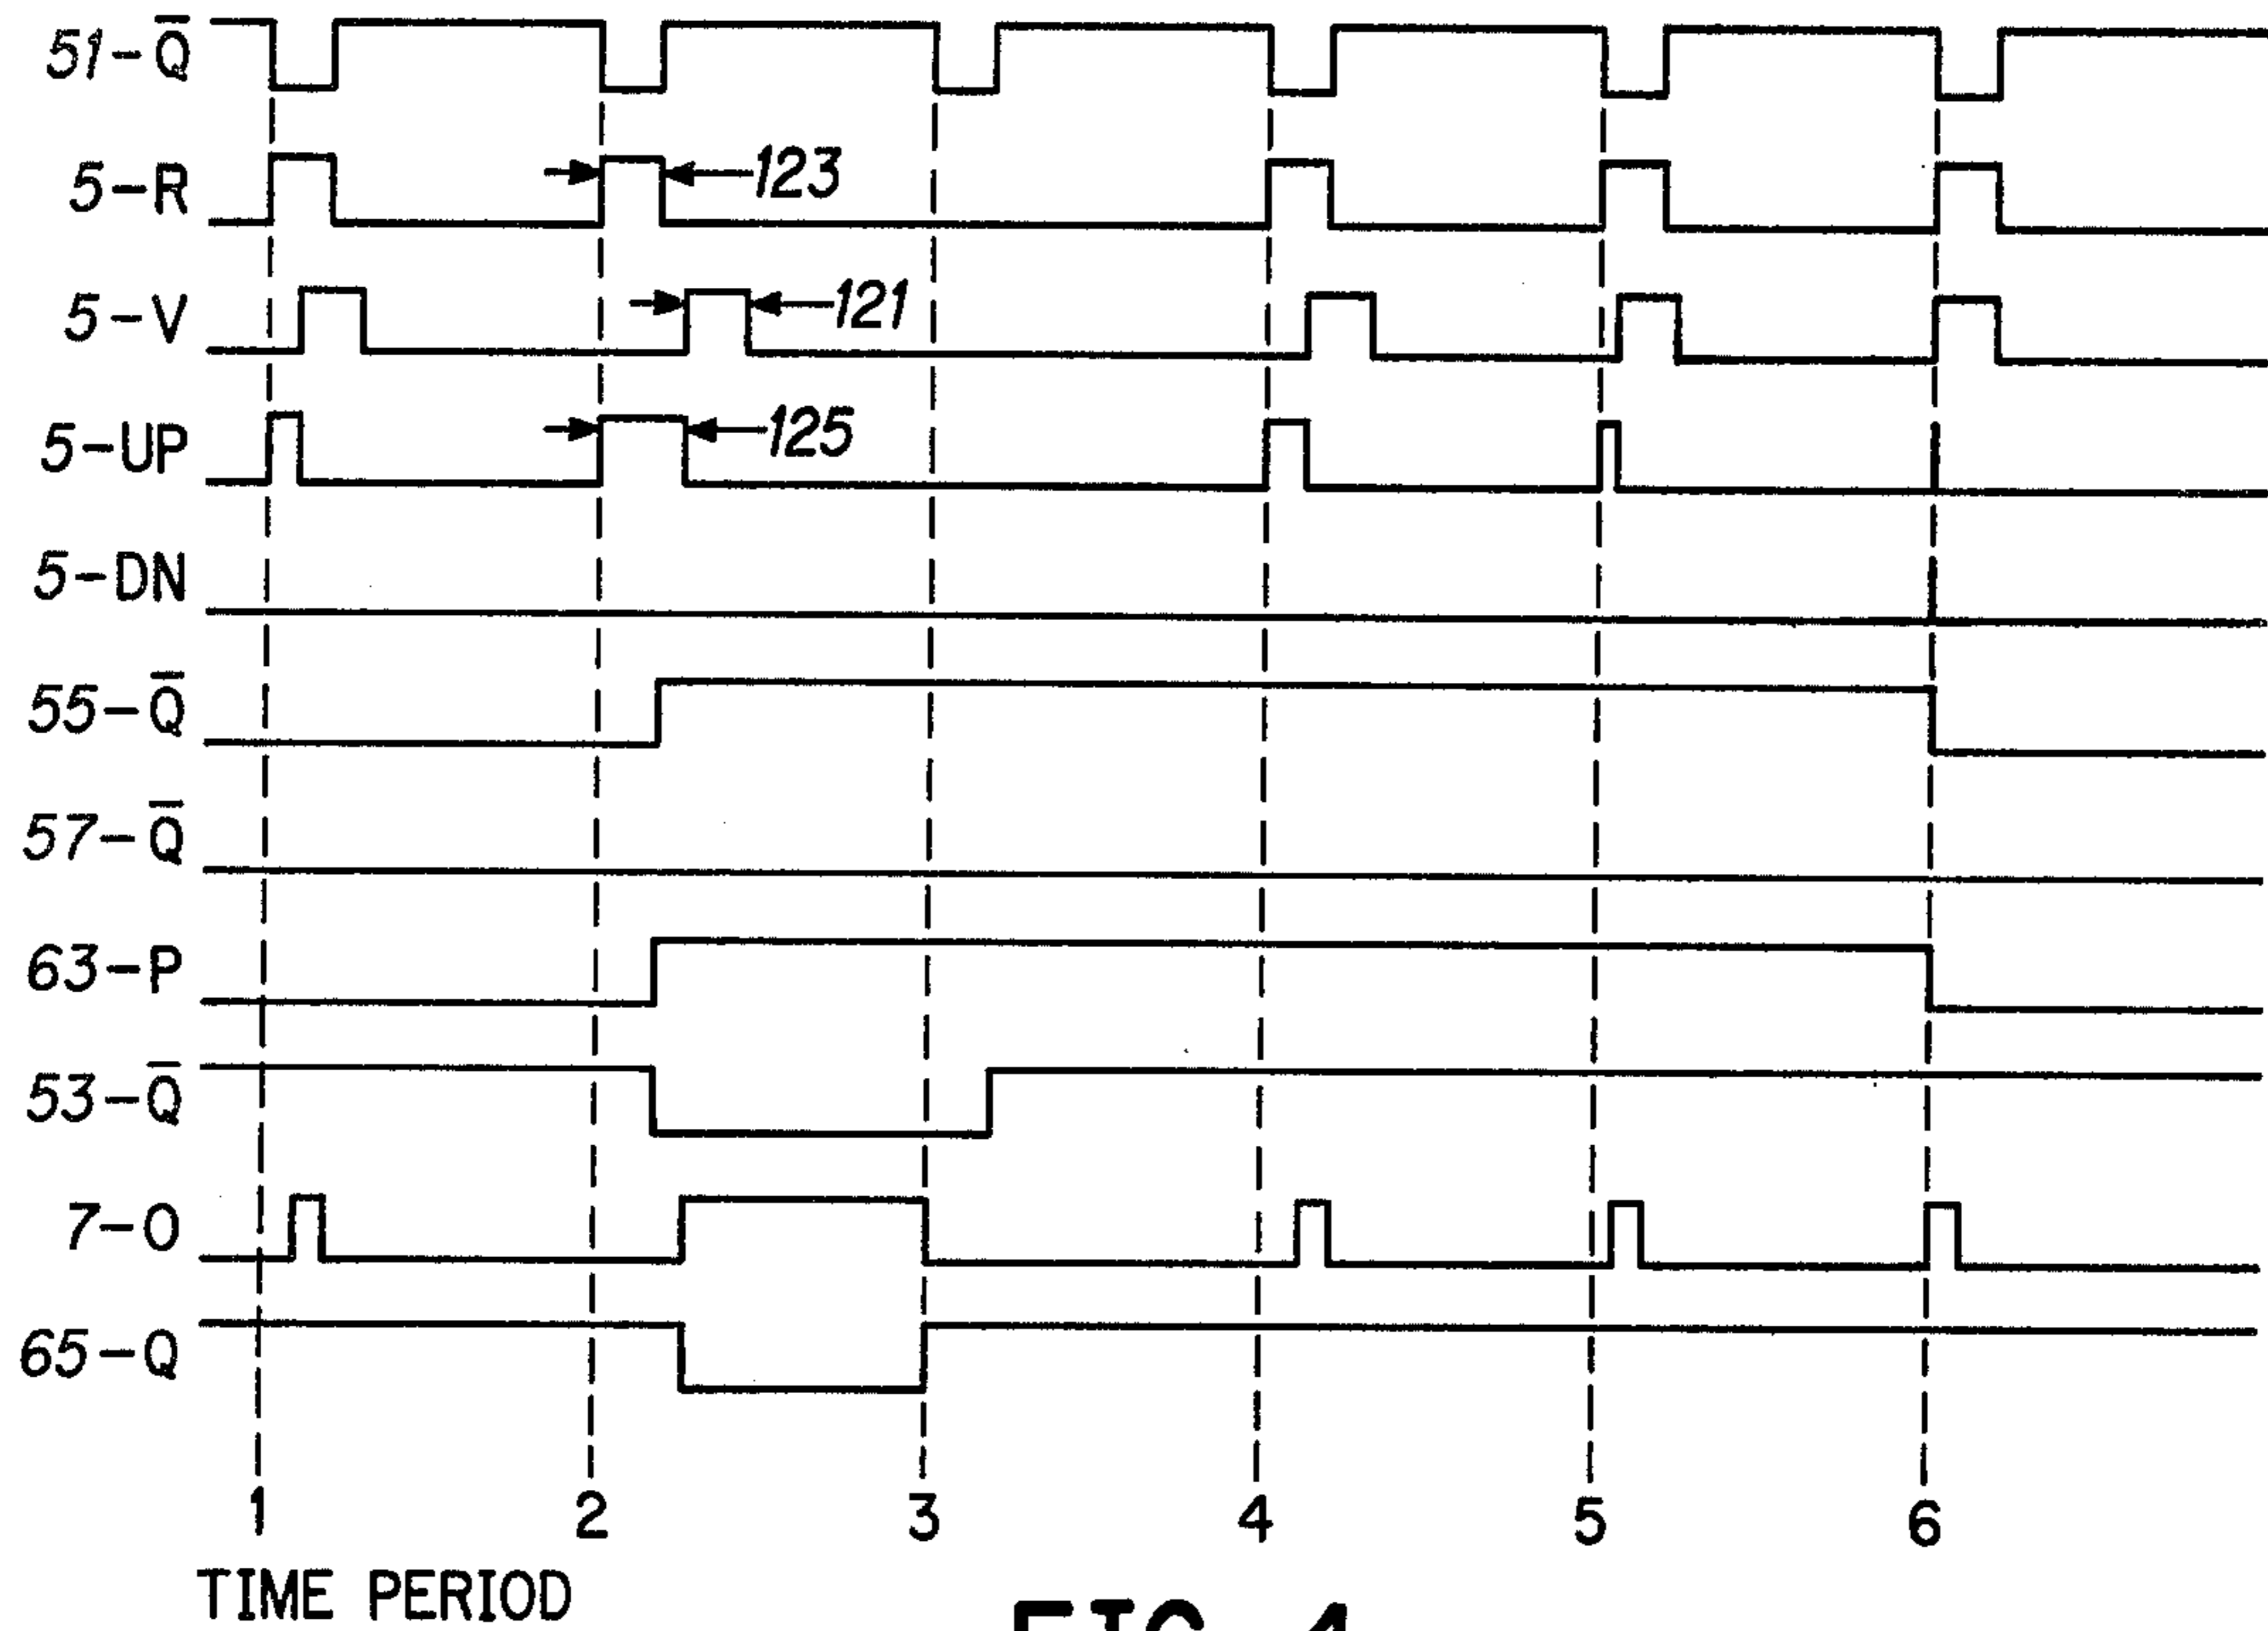 51-Q̅
5-R
123
5-V
121
5-UP
125
5-DN
55-Q̅
57-Q̅
63-P
53-Q̅
7-O
65-Q
1 2 3 4 5 6
TIME PERIOD